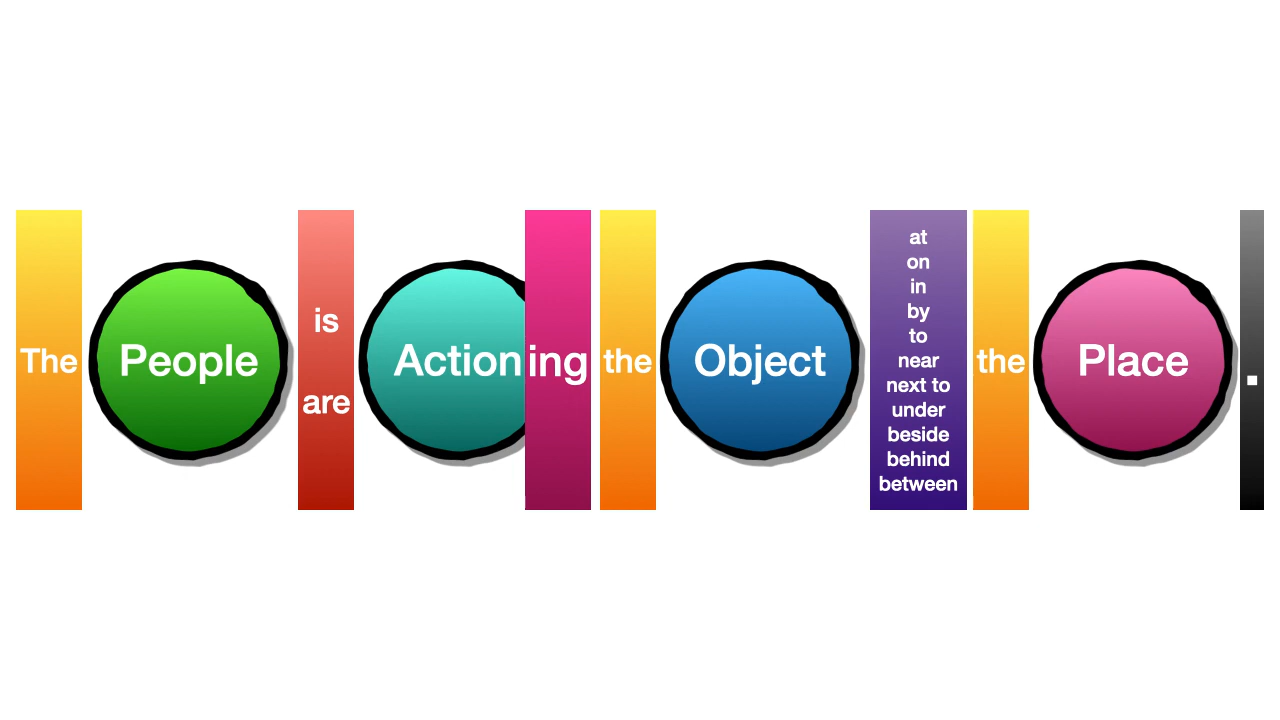 The
People
is
are
Action
ing
the
Object
at
on
in
by
to
near
next to
under
beside
behind
between
the
Place
.